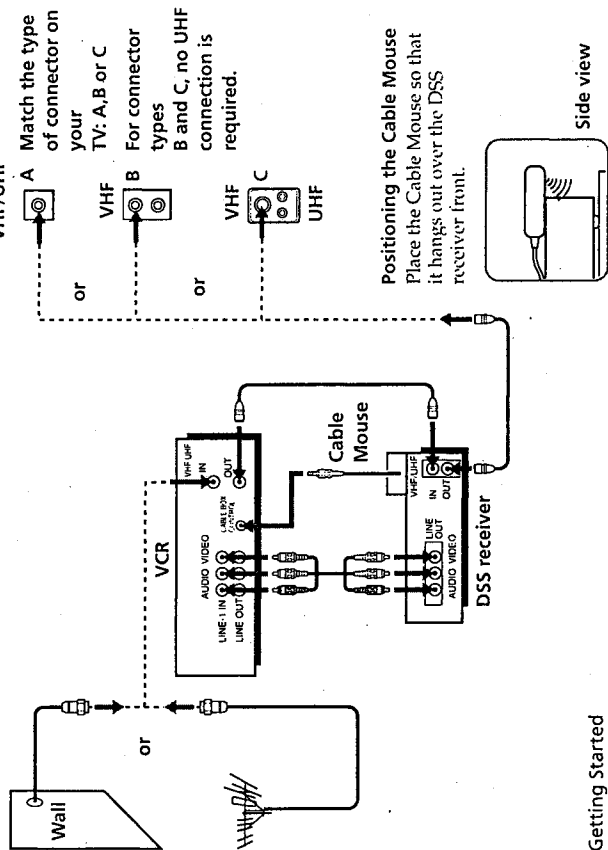 Wall
or
VCR
AUDIO VIDEO
LINE-1 IN
LINE OUT
CABLE BOX
CONTROL
VHF/UHF
IN
OUT
Cable
Mouse
DSS receiver
AUDIO VIDEO
LINE
OUT
VHF/UHF
IN
OUT
VHF/UHF
A
Match the type
of connector on
your
TV: A,B or C
or
VHF
B
For connector
types
B and C, no UHF
connection is
required.
or
VHF
C
UHF
Positioning the Cable Mouse
Place the Cable Mouse so that
it hangs out over the DSS
receiver front.
Side view
Getting Started